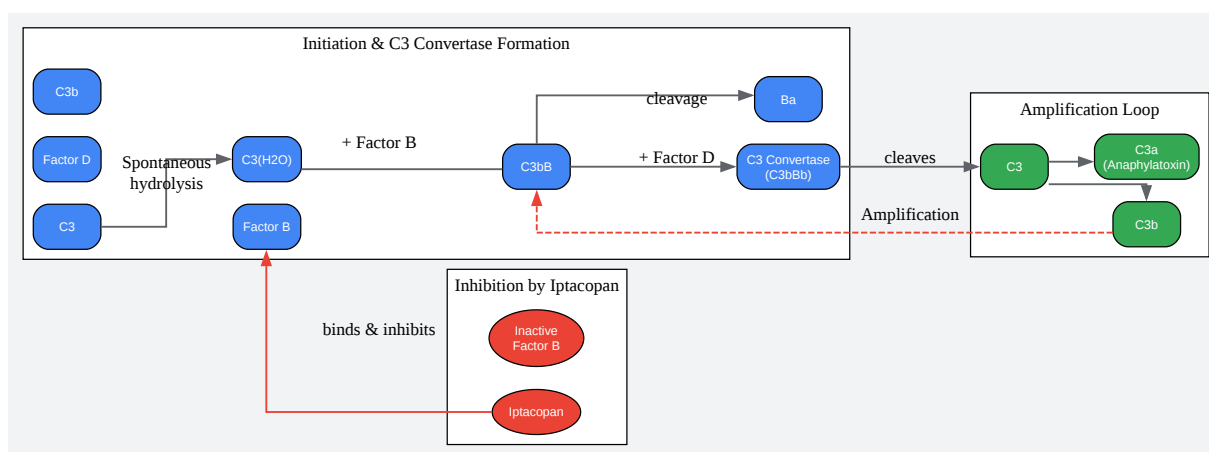 Initiation & C3 Convertase Formation
C3b
Ba
cleavage
Factor D
Spontaneous
hydrolysis
C3(H2O)
+ Factor B
C3bB
+ Factor D
C3 Convertase
(C3bBb)
C3
Factor B
cleaves
Amplification
Amplification Loop
C3
C3a
(Anaphylatoxin)
C3b
Inhibition by Iptacopan
binds & inhibits
Inactive
Factor B
Iptacopan